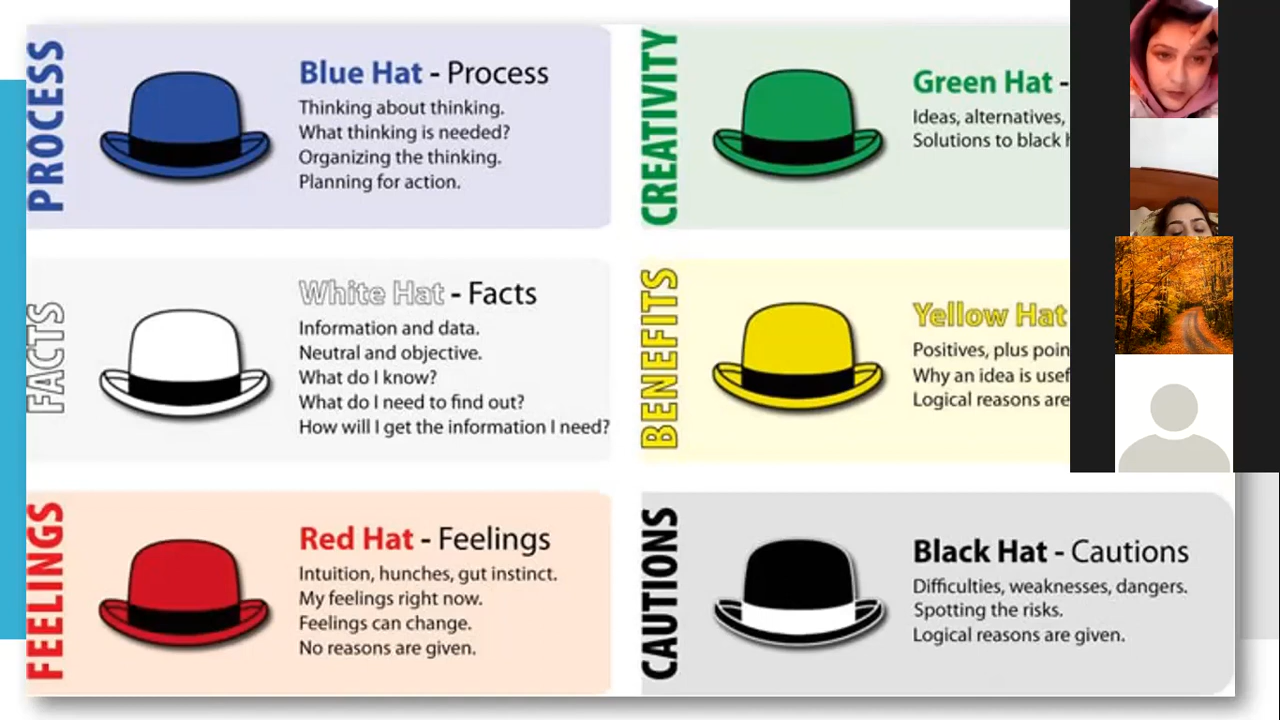 PROCESS
Blue Hat - Process
Thinking about thinking.
What thinking is needed?
Organizing the thinking.
Planning for action.
CREATIVITY
Green Hat -
Ideas, alternatives,
Solutions to black
FACTS
White Hat - Facts
Information and data.
Neutral and objective.
What do I know?
What do I need to find out?
How will I get the information I need?
BENEFITS
Yellow Hat
Positives, plus
Why an idea is
Logical reasons are
FEELINGS
Red Hat - Feelings
Intuition, hunches, gut instinct.
My feelings right now.
Feelings can change.
No reasons are given.
CAUTIONS
Black Hat - Cautions
Difficulties, weaknesses, dangers.
Spotting the risks.
Logical reasons are given.